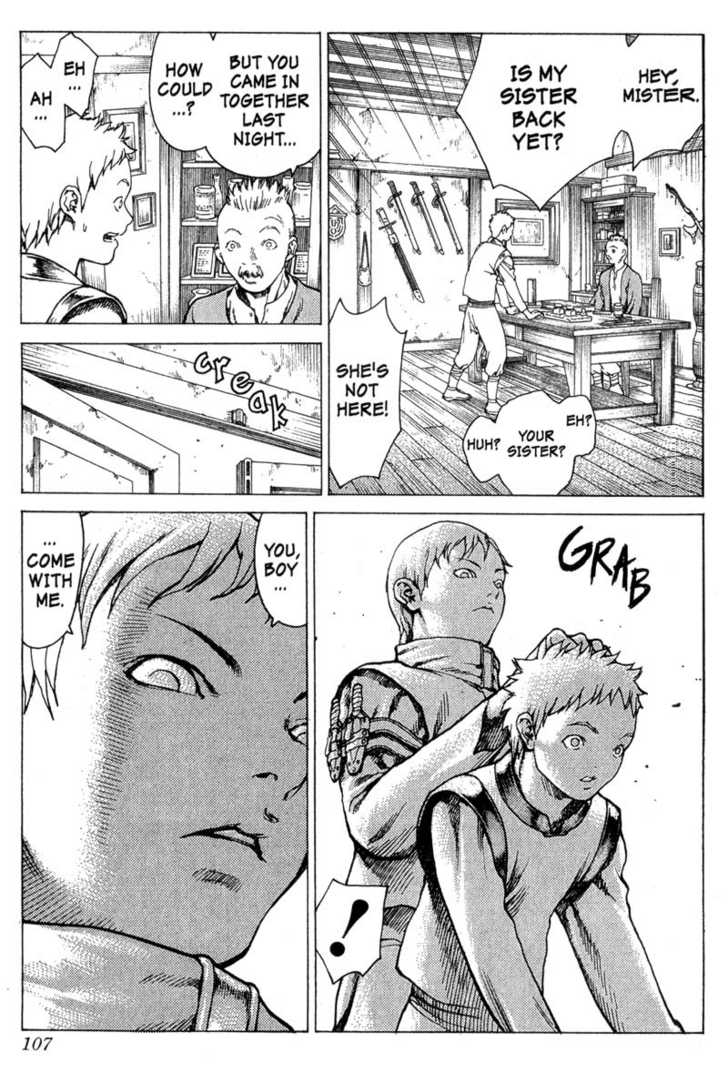 HEY,
MISTER.
IS MY
SISTER
BACK
YET?
EH?
YOUR
SISTER?
HUH?
SHE'S
NOT
HERE!
BUT YOU
CAME IN
TOGETHER
LAST
NIGHT...
HOW
COULD
...?
EH
...
AH
...
creak
GRAB
!
YOU,
BOY
...
...
COME
WITH
ME.
107